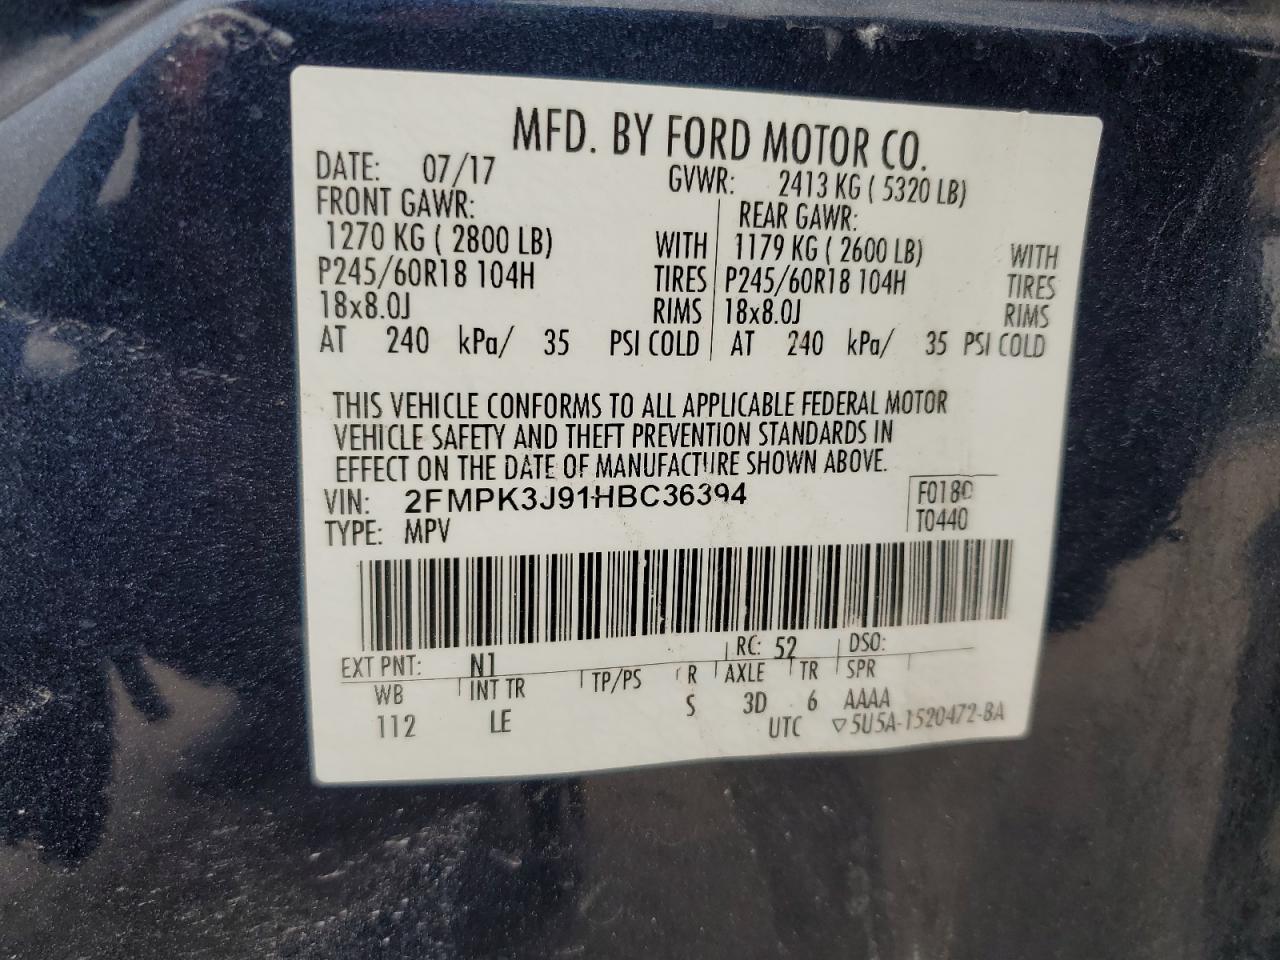 MFD. BY FORD MOTOR CO.
DATE: 07/17 GVWR: 2413 KG ( 5320 LB)
FRONT GAWR: REAR GAWR:
1270 KG ( 2800 LB) WITH 1179 KG ( 2600 LB) WITH
P245/60R18 104H TIRES P245/60R18 104H TIRES
18x8.0J RIMS 18x8.0J RIMS
AT 240 kPa/ 35 PSI COLD AT 240 kPa/ 35 PSI COLD
THIS VEHICLE CONFORMS TO ALL APPLICABLE FEDERAL MOTOR
VEHICLE SAFETY AND THEFT PREVENTION STANDARDS IN
EFFECT ON THE DATE OF MANUFACTURE SHOWN ABOVE.
VIN: 2FMPK3J91HBC36394 F0180
TYPE: MPV T0440
EXT PNT: N1 RC: 52 DSO:
WB INT TR TP/PS R AXLE TR SPR
112 LE S 3D 6 AAAA
UTC ▽5U5A-1520472-BA